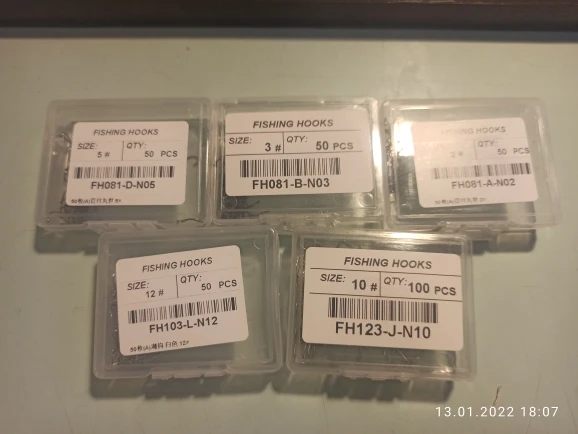 FISHING HOOKS
SIZE: QTY:
5 # 50 PCS
FH081-D-N05
FISHING HOOKS
SIZE: QTY:
3 # 50 PCS
FH081-B-N03
FISHING HOOKS
SIZE: QTY:
2 # 50 PCS
FH081-A-N02
FISHING HOOKS
SIZE: QTY:
12 # 50 PCS
FH103-L-N12
FISHING HOOKS
SIZE: QTY:
10 # 100 PCS
FH123-J-N10
13.01.2022 18:07